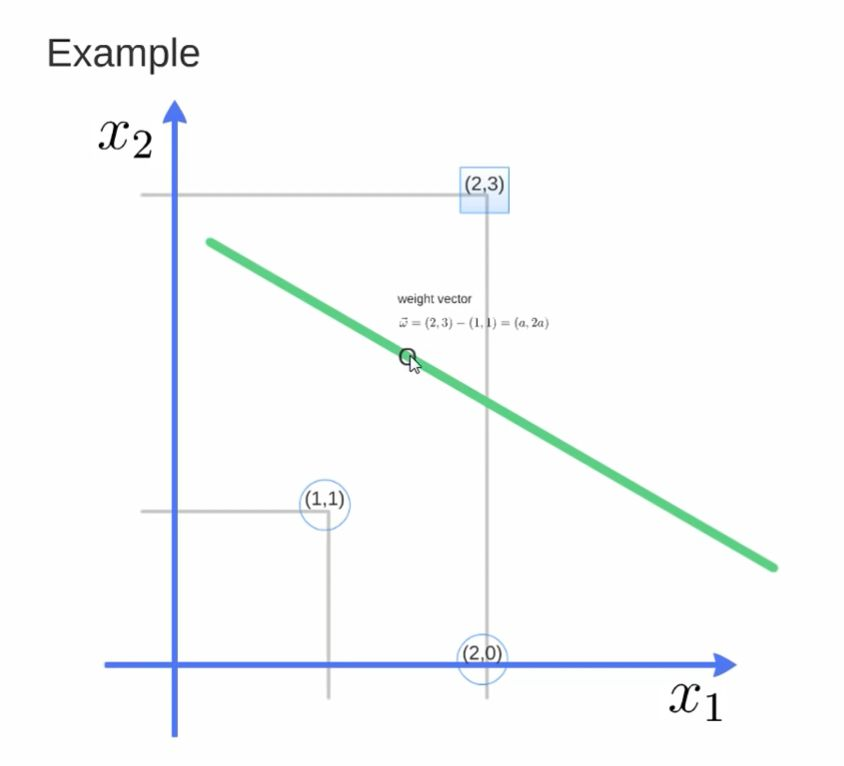 Example
x₂
(2,3)
weight vector
ω⃗ = (2, 3) − (1, 1) = (a, 2a)
(1,1)
(2,0)
x₁